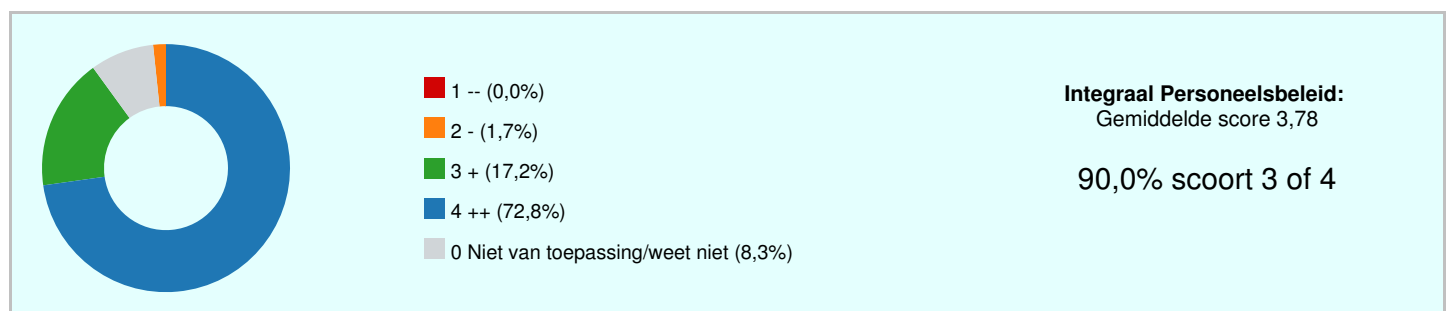 1 -- (0,0%)
2 - (1,7%)
3 + (17,2%)
4 ++ (72,8%)
0 Niet van toepassing/weet niet (8,3%)
Integraal Personeelsbeleid:
Gemiddelde score 3,78
90,0% scoort 3 of 4